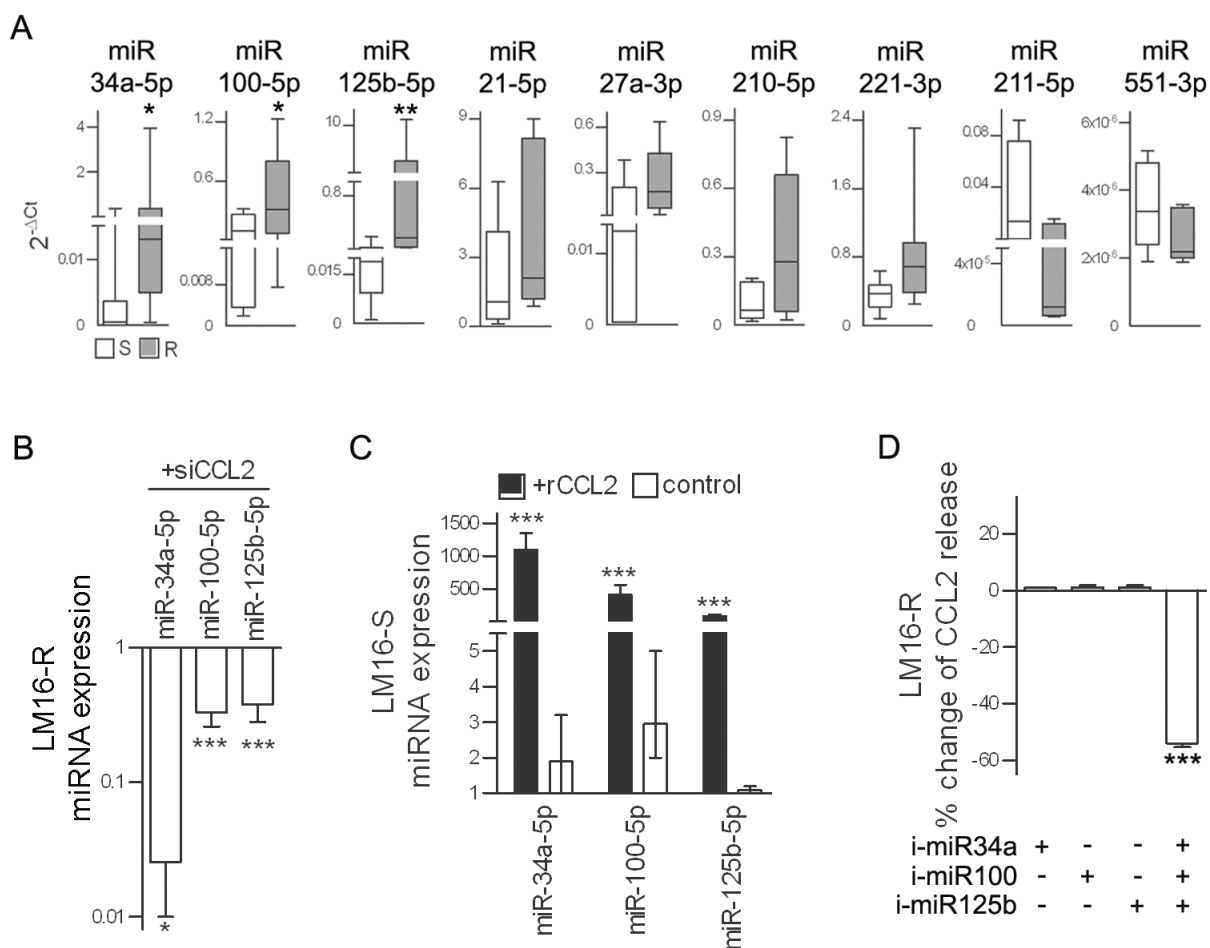 A
miR
34a-5p
miR
100-5p
miR
125b-5p
miR
21-5p
miR
27a-3p
miR
210-5p
miR
221-3p
miR
211-5p
miR
551-3p
2^-ΔCt
4
2
0.01
0
*
1.2
0.6
0.008
0
*
10
0.8
0.015
0
**
9
6
3
0
0.6
0.3
0.01
0
0.9
0.6
0.3
0
2.4
1.6
0.8
0
0.08
0.04
4x10^-5
0
6x10^-6
4x10^-6
2x10^-6
0
S
R
B
+siCCL2
miR-34a-5p
miR-100-5p
miR-125b-5p
LM16-R
miRNA expression
1
0.1
0.01
*
***
***
C
+rCCL2
control
LM16-S
miRNA expression
1500
1000
500
5
4
3
2
1
***
***
***
miR-34a-5p
miR-100-5p
miR-125b-5p
D
LM16-R
% change of CCL2 release
20
0
-20
-40
-60
***
i-miR34a + - - +
i-miR100 - + - +
i-miR125b - - + +